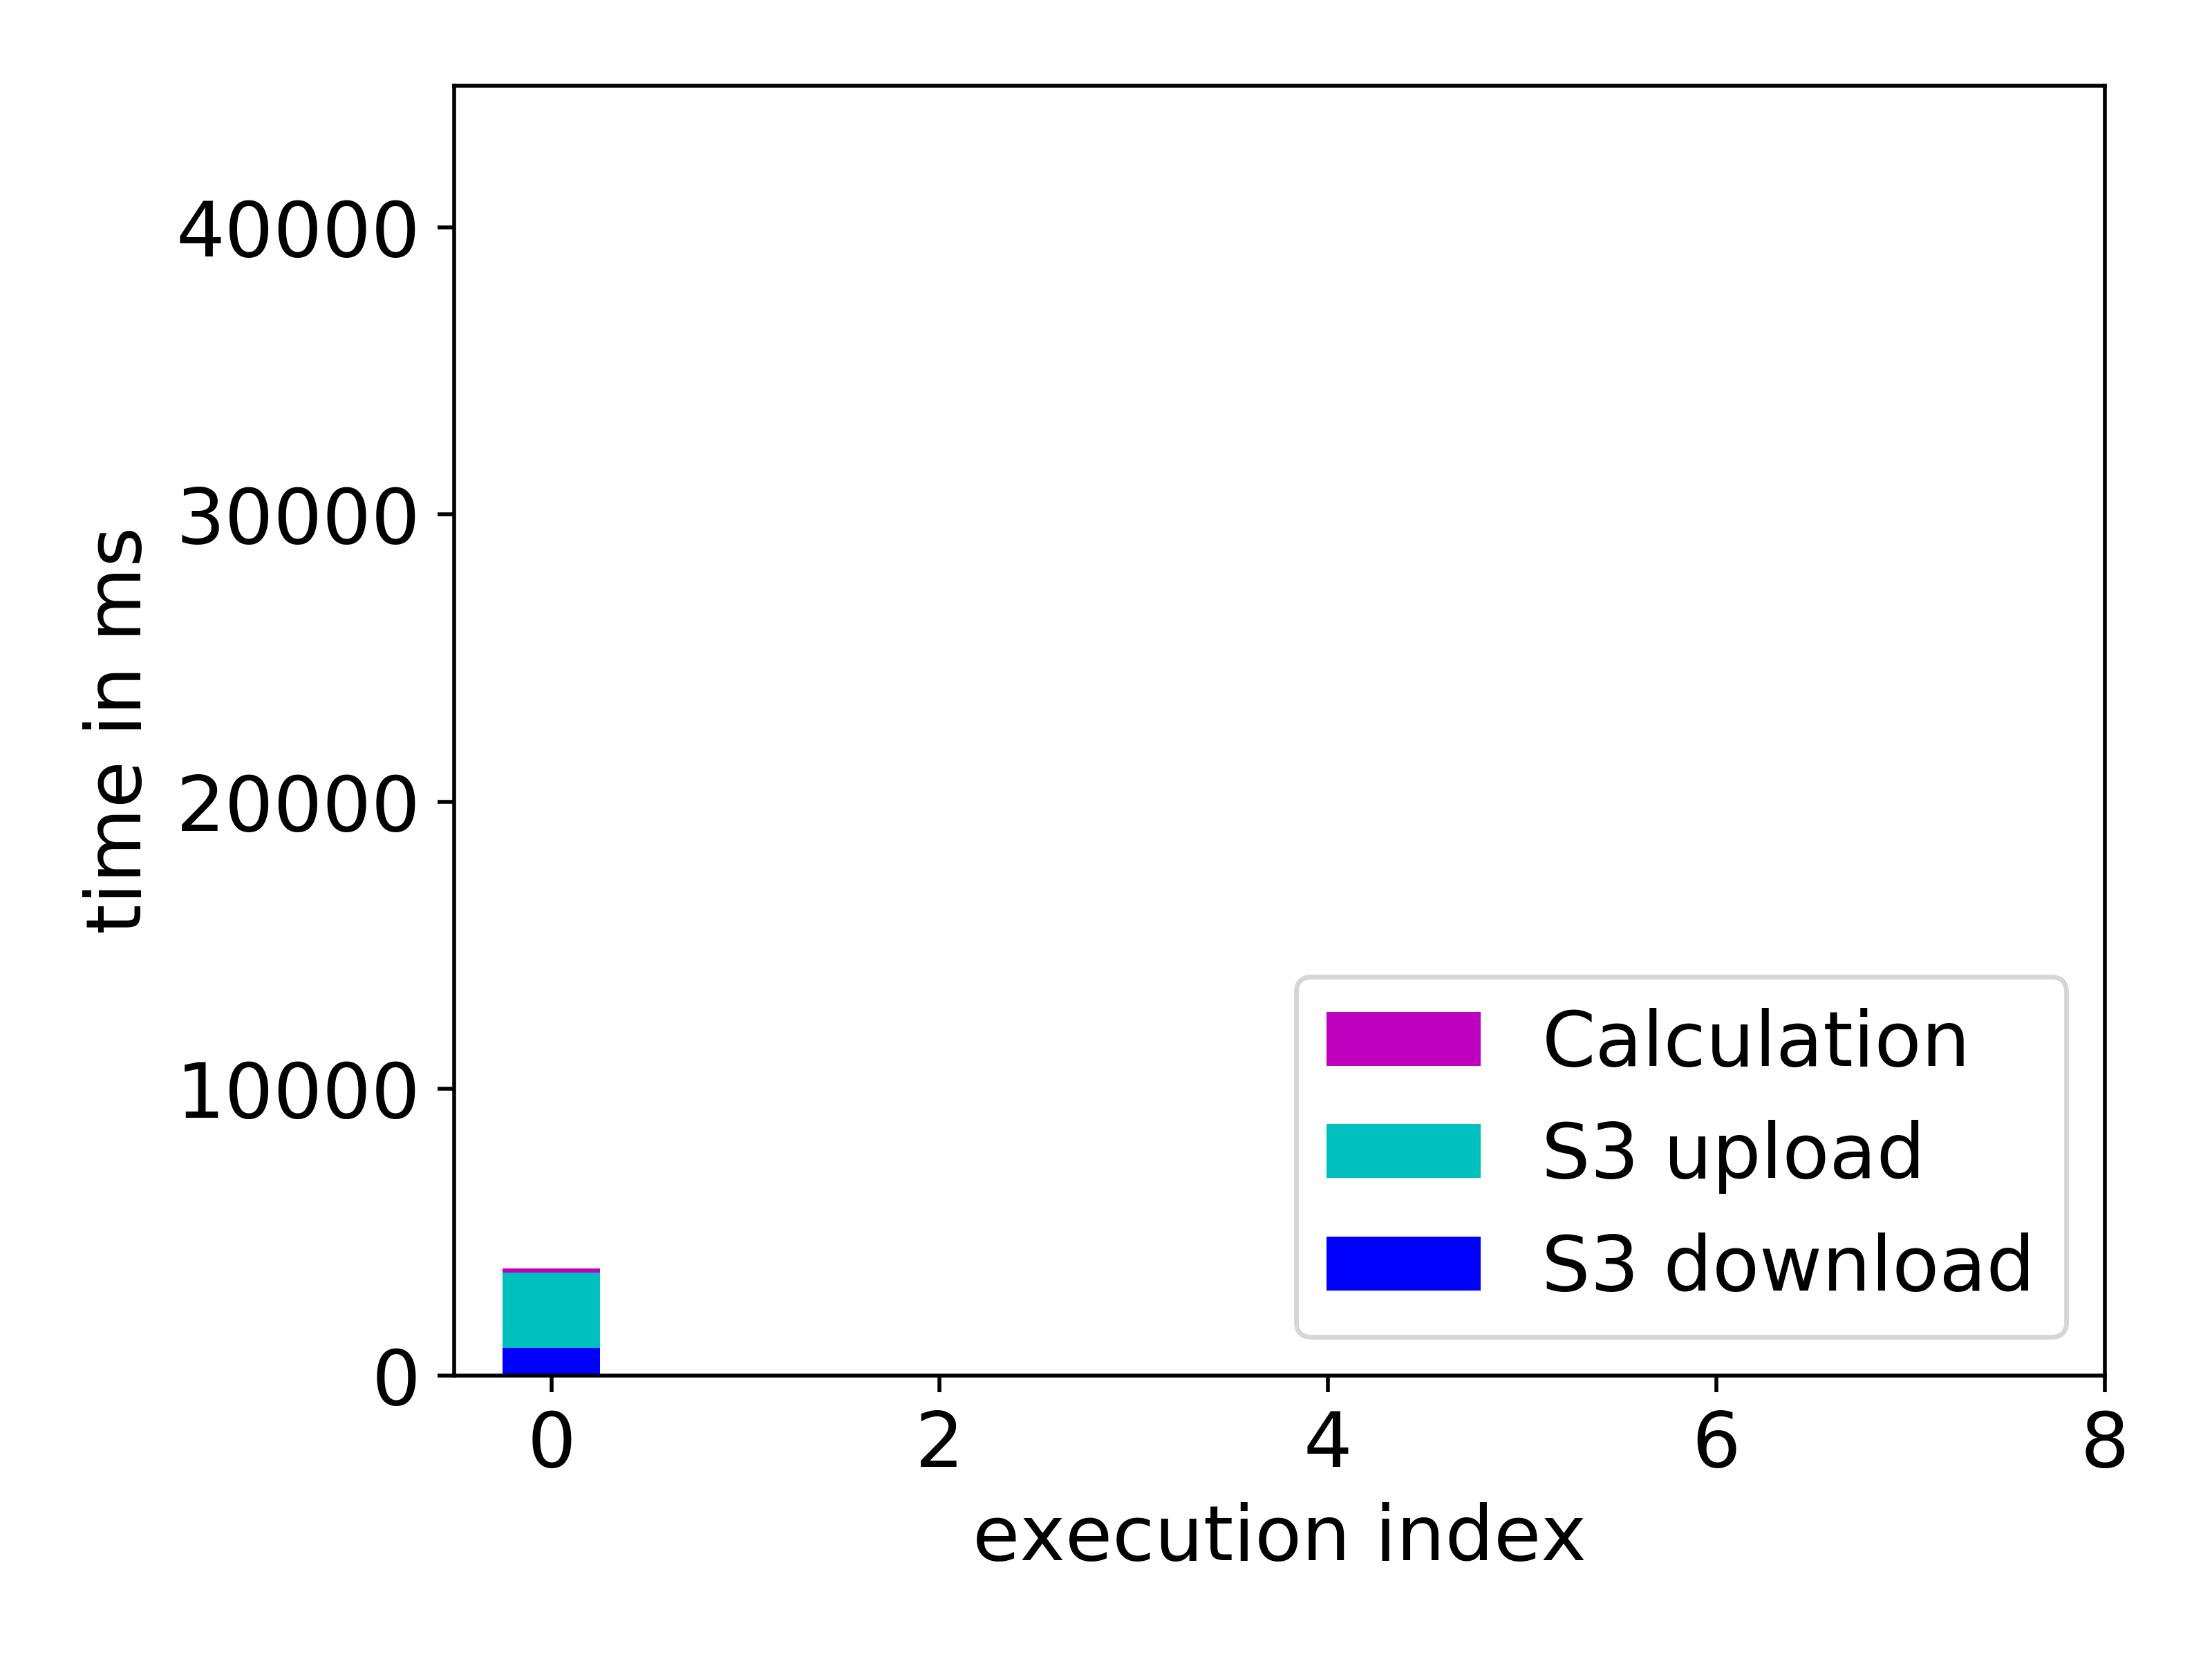 40000
30000
20000
10000
0
time in ms
Calculation
S3 upload
S3 download
0 2 4 6 8
execution index